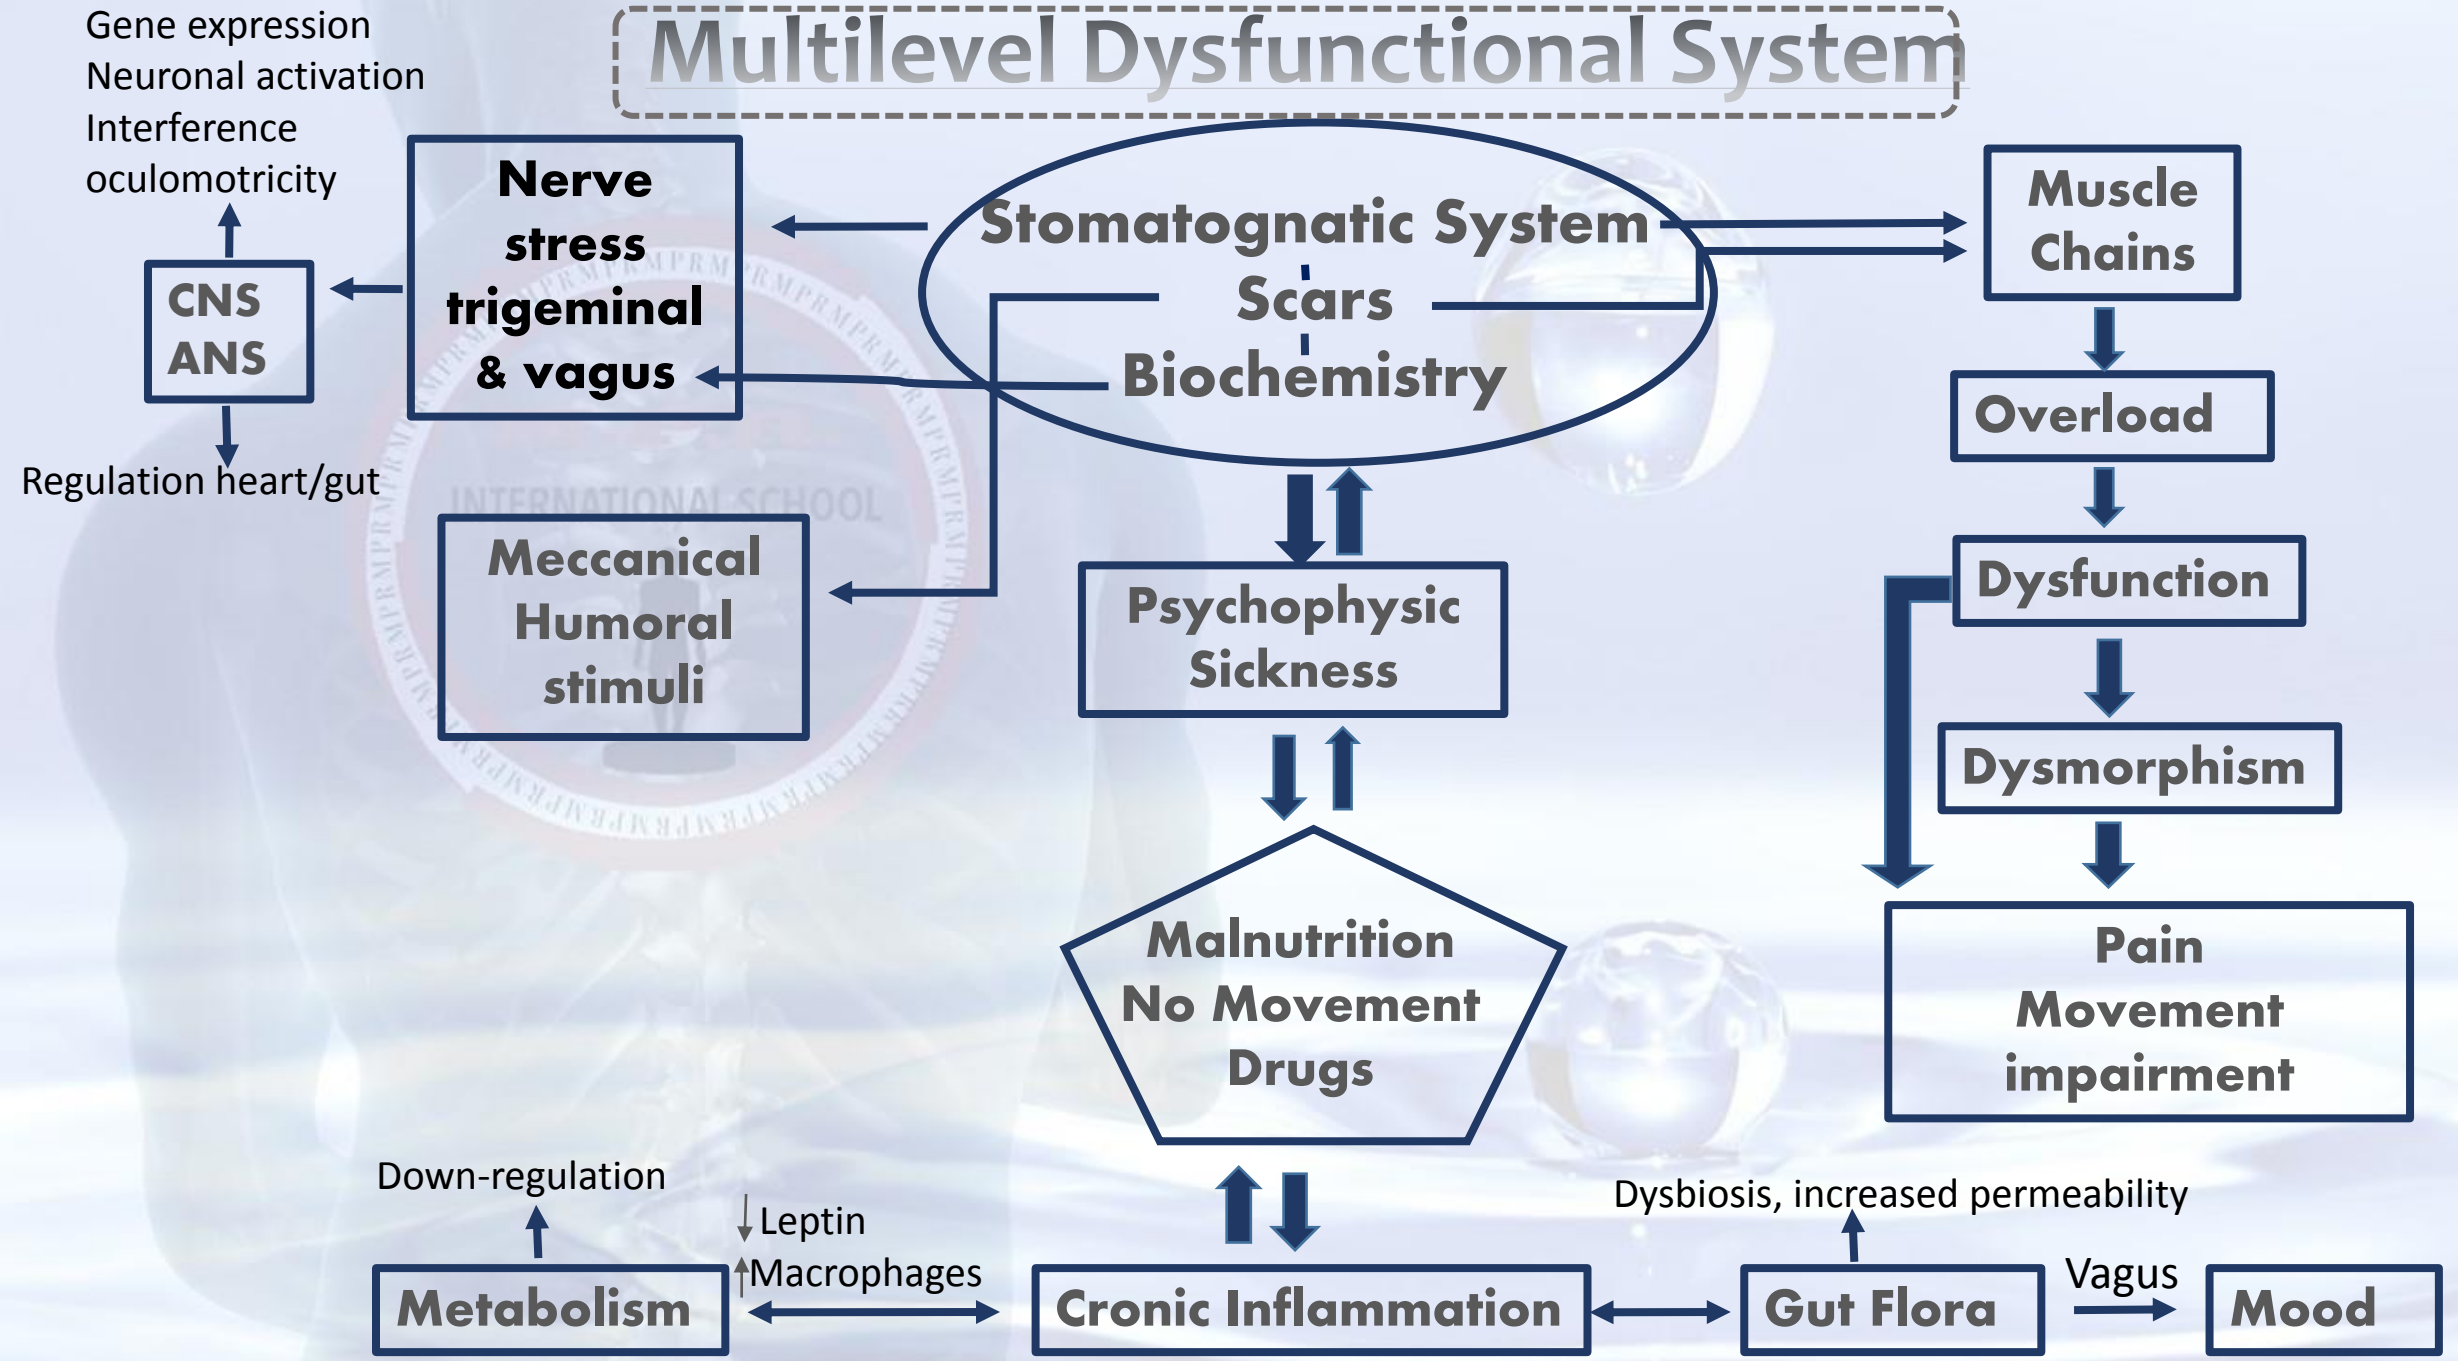 Multilevel Dysfunctional System
Gene expression
Neuronal activation
Interference
oculomotricity
CNS
ANS
Regulation heart/gut
Nerve
stress
trigeminal
& vagus
Stomatognatic System
Scars
Biochemistry
Muscle
Chains
Overload
Dysfunction
Dysmorphism
Pain
Movement
impairment
INTERNATIONAL SCHOOL
Meccanical
Humoral
stimuli
Psychophysic
Sickness
Malnutrition
No Movement
Drugs
Down-regulation
↓Leptin
↑Macrophages
Metabolism
Cronic Inflammation
Dysbiosis, increased permeability
Gut Flora
Vagus
Mood